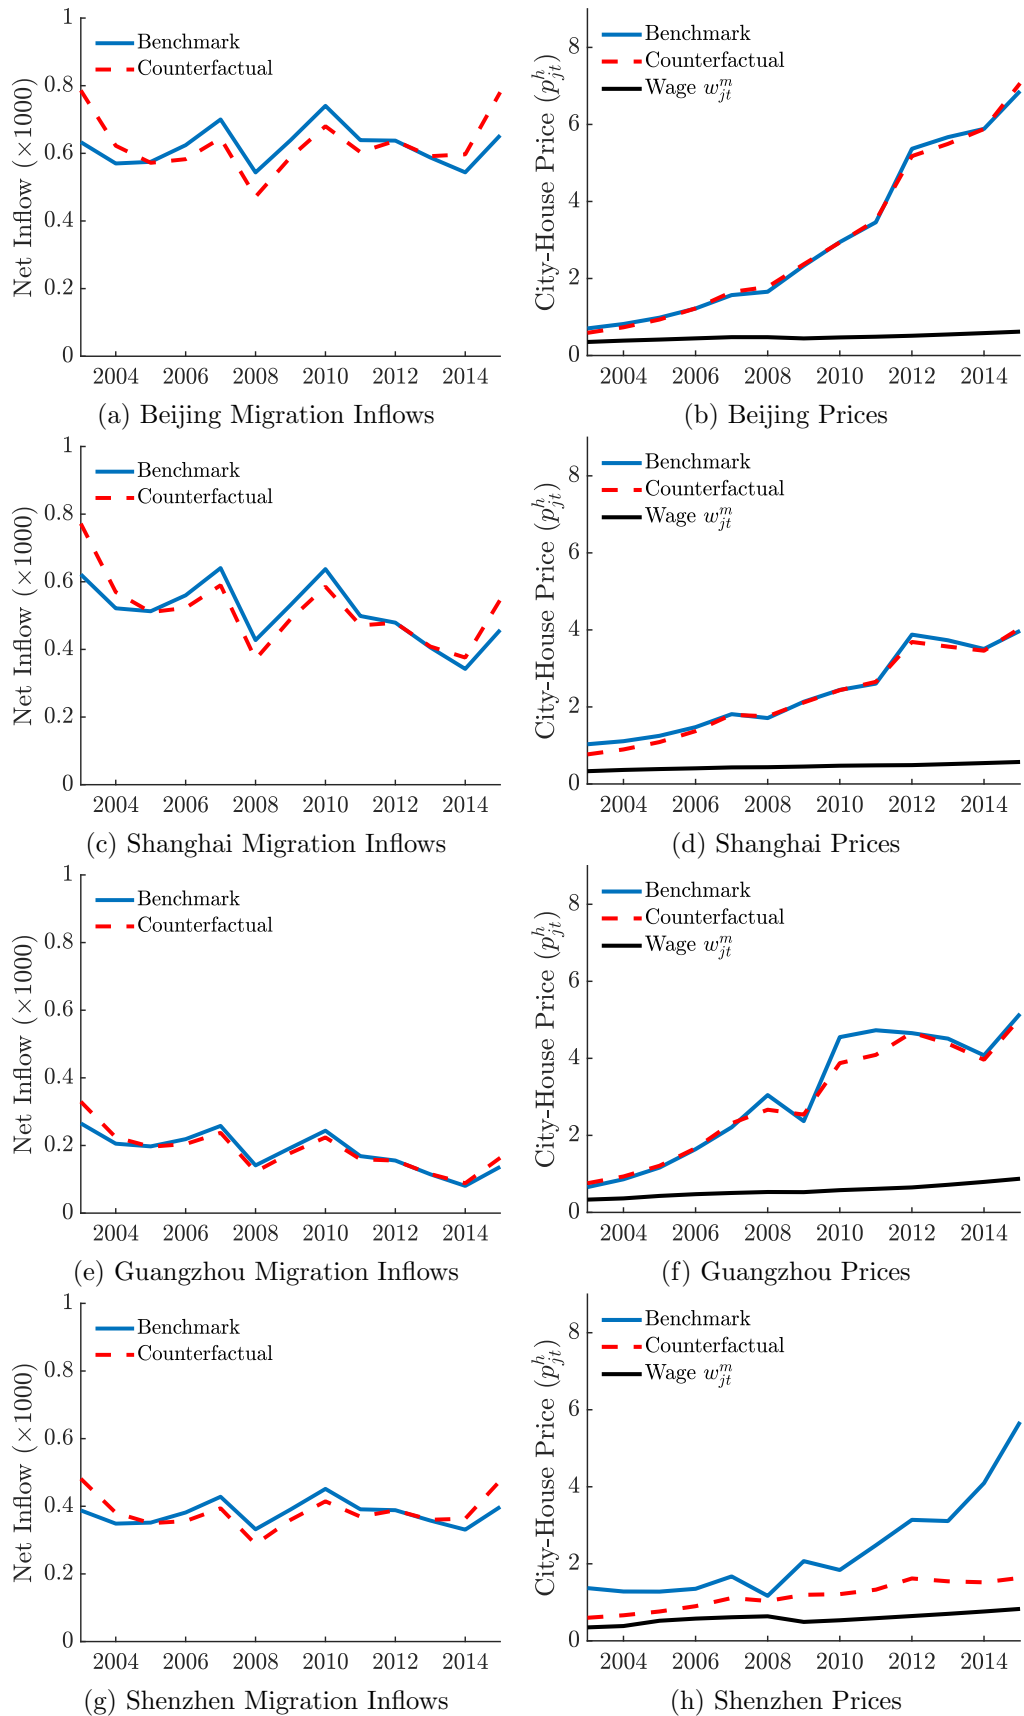 1
0.8
0.6
0.4
0.2
0
Net Inflow (×1000)
Benchmark
Counterfactual
2004 2006 2008 2010 2012 2014
(a) Beijing Migration Inflows
8
6
4
2
0
City-House Price (p^h_jt)
Benchmark
Counterfactual
Wage w^m_jt
2004 2006 2008 2010 2012 2014
(b) Beijing Prices
1
0.8
0.6
0.4
0.2
0
Net Inflow (×1000)
Benchmark
Counterfactual
2004 2006 2008 2010 2012 2014
(c) Shanghai Migration Inflows
8
6
4
2
0
City-House Price (p^h_jt)
Benchmark
Counterfactual
Wage w^m_jt
2004 2006 2008 2010 2012 2014
(d) Shanghai Prices
1
0.8
0.6
0.4
0.2
0
Net Inflow (×1000)
Benchmark
Counterfactual
2004 2006 2008 2010 2012 2014
(e) Guangzhou Migration Inflows
8
6
4
2
0
City-House Price (p^h_jt)
Benchmark
Counterfactual
Wage w^m_jt
2004 2006 2008 2010 2012 2014
(f) Guangzhou Prices
1
0.8
0.6
0.4
0.2
0
Net Inflow (×1000)
Benchmark
Counterfactual
2004 2006 2008 2010 2012 2014
(g) Shenzhen Migration Inflows
8
6
4
2
0
City-House Price (p^h_jt)
Benchmark
Counterfactual
Wage w^m_jt
2004 2006 2008 2010 2012 2014
(h) Shenzhen Prices